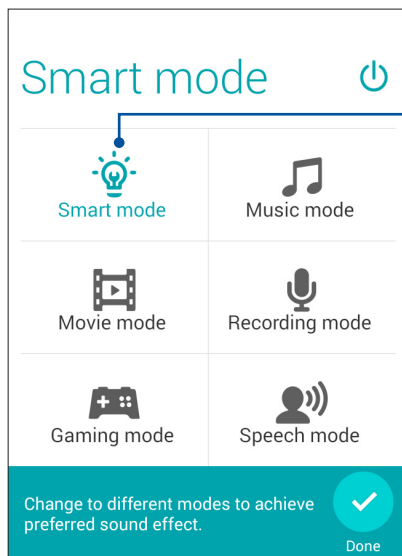 Smart mode
Smart mode
Music mode
Movie mode
Recording mode
Gaming mode
Speech mode
Change to different modes to achieve
preferred sound effect.
Done